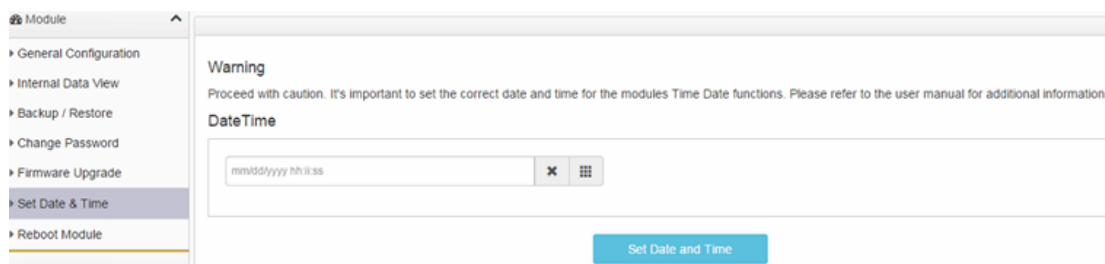 Module
General Configuration
Internal Data View
Backup / Restore
Change Password
Firmware Upgrade
Set Date & Time
Reboot Module
Warning
Proceed with caution. It's important to set the correct date and time for the modules Time Date functions. Please refer to the user manual for additional information
DateTime
mm/dd/yyyy hh:ii:ss
Set Date and Time